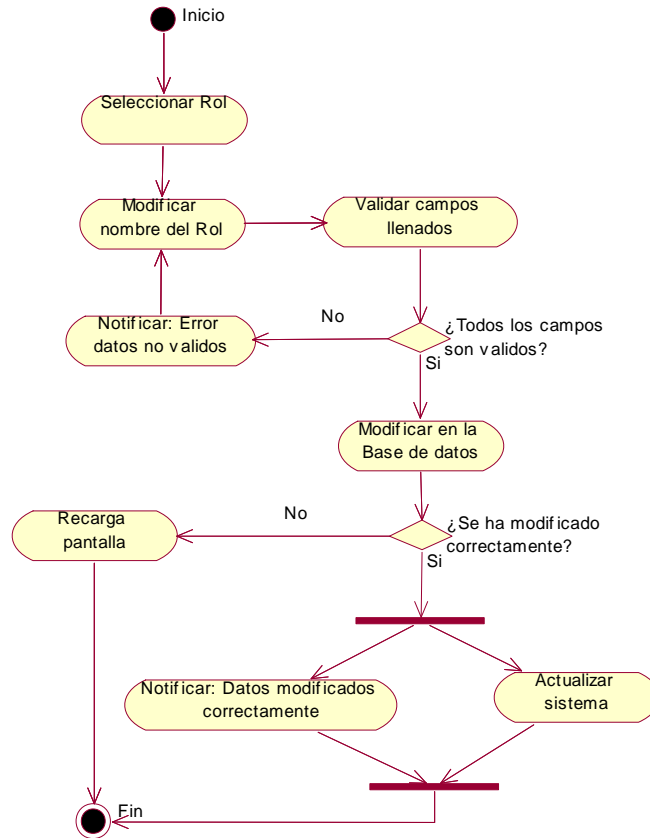 Inicio
Seleccionar Rol
Modificar
nombre del Rol
Validar campos
llenados
Notificar: Error
datos no validos
No
¿Todos los campos
son validos?
Si
Modificar en la
Base de datos
Recarga
pantalla
No
¿Se ha modificado
correctamente?
Si
Notificar: Datos modificados
correctamente
Actualizar
sistema
Fin